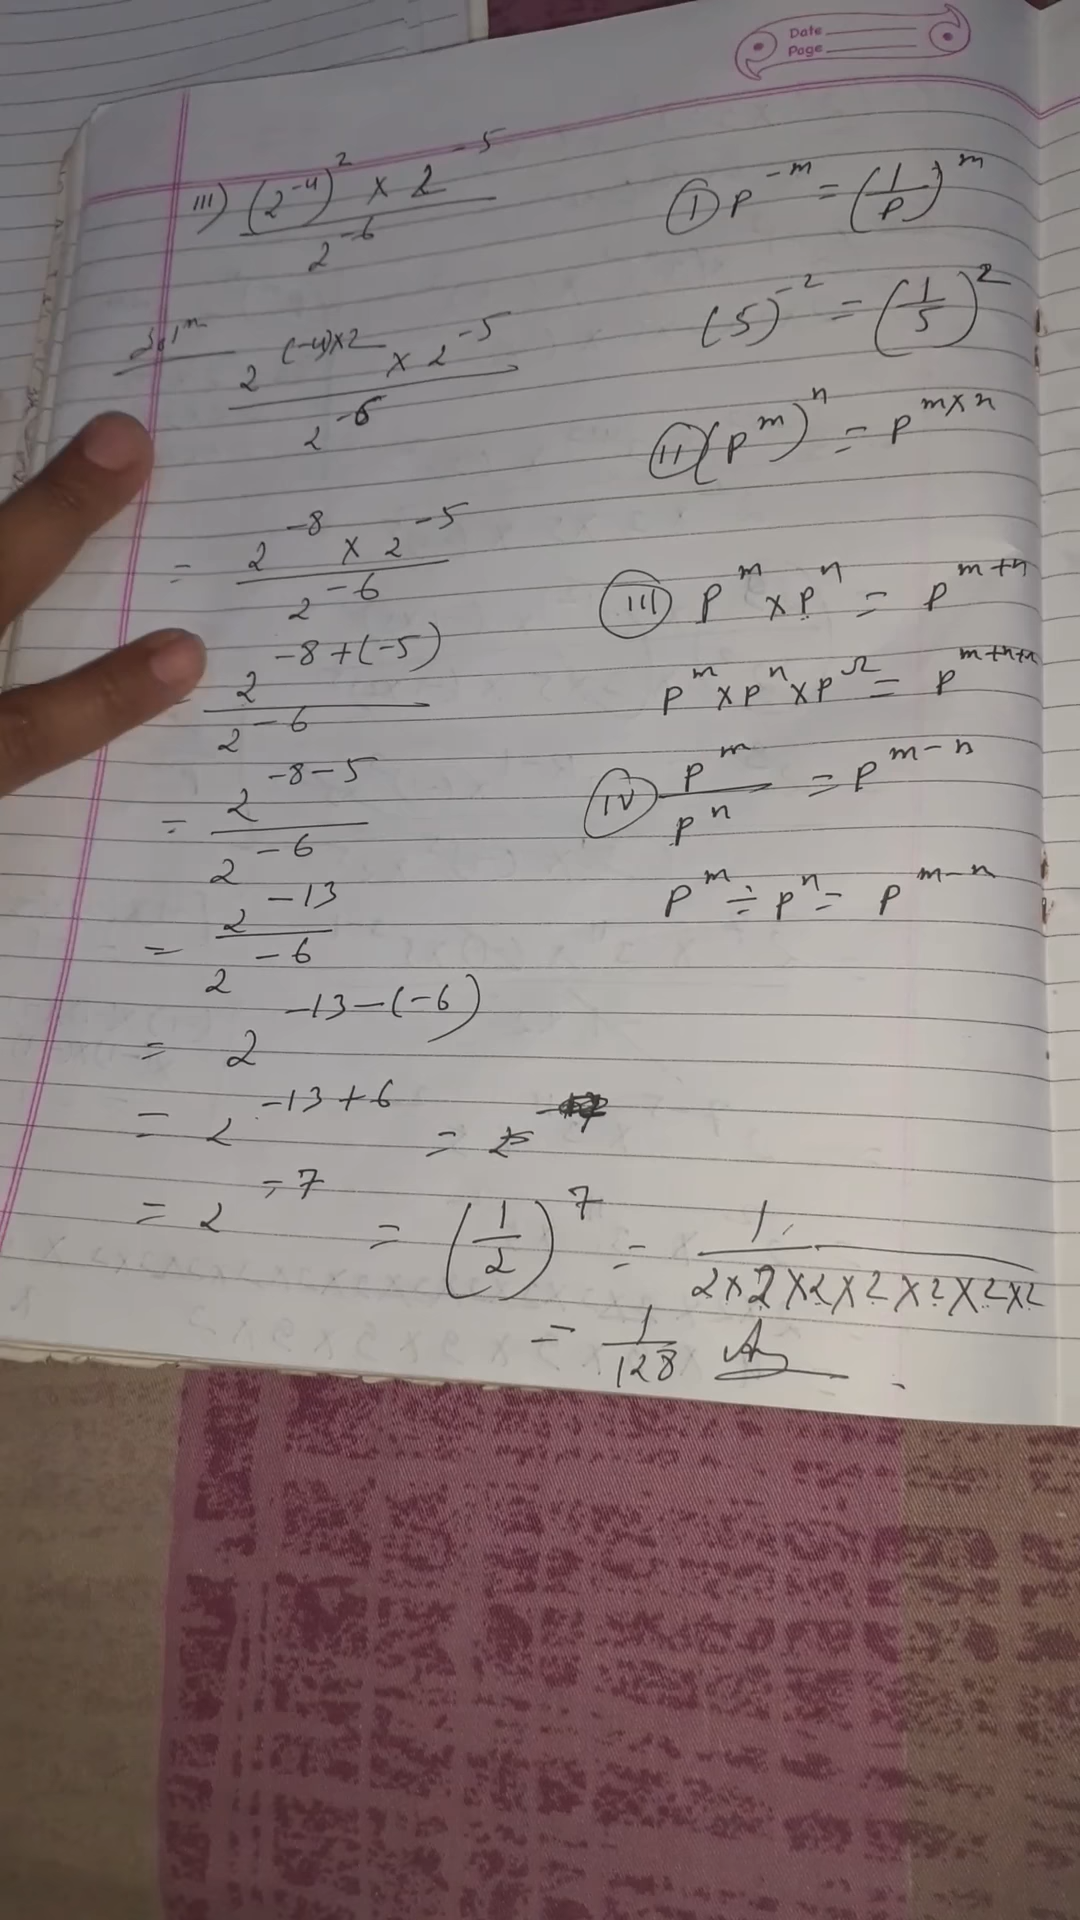 Date
Page
III) (2^-4)^2 × 2^-5 / 2^-6
Sol^n 2^(-4)×2 × 2^-5 / 2^-6
= 2^-8 × 2^-5 / 2^-6
= 2^-8+(-5) / 2^-6
= 2^-8-5 / 2^-6
= 2^-13 / 2^-6
= 2^-13-(-6)
= 2^-13+6 =
= 2^-7 = (1/2)^7 = 1 / 2×2×2×2×2×2×2
= 1/128 Ans
I P^-m = (1/P)^m
(5)^-2 = (1/5)^2
II (P^m)^n = P^m×n
III P^m × P^n = P^m+n
P^m × P^n × P^r = P^m+n+r
IV P^m / P^n = P^m-n
P^m ÷ P^n = P^m-n